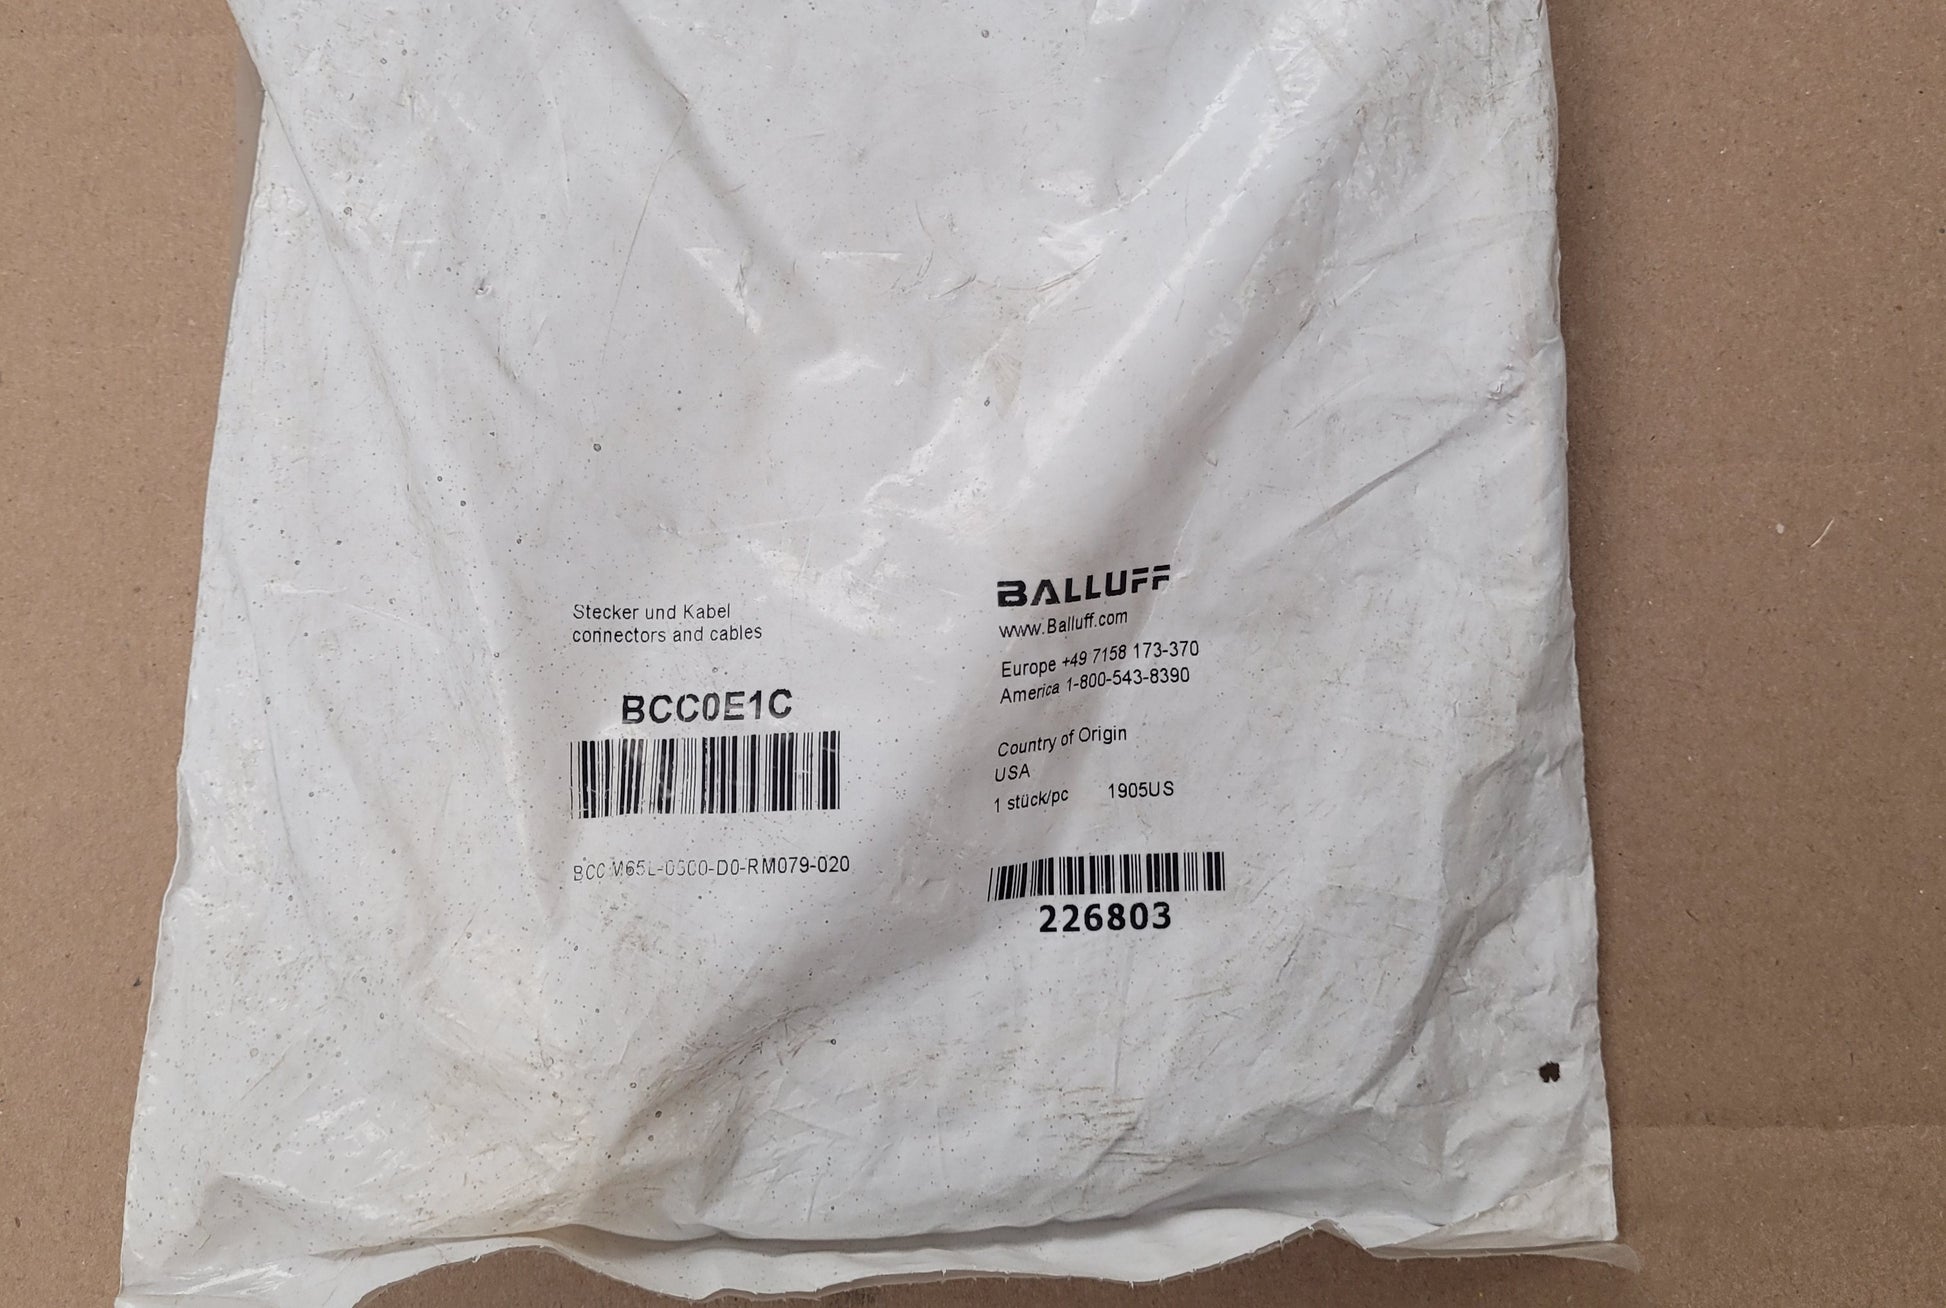 Stecker und Kabel
connectors and cables
BCC0E1C
BALLUFF
www.Balluff.com
Europe +49 7158 173-370
America 1-800-543-8390
Country of Origin
USA
1 stück/pc 1905US
226803